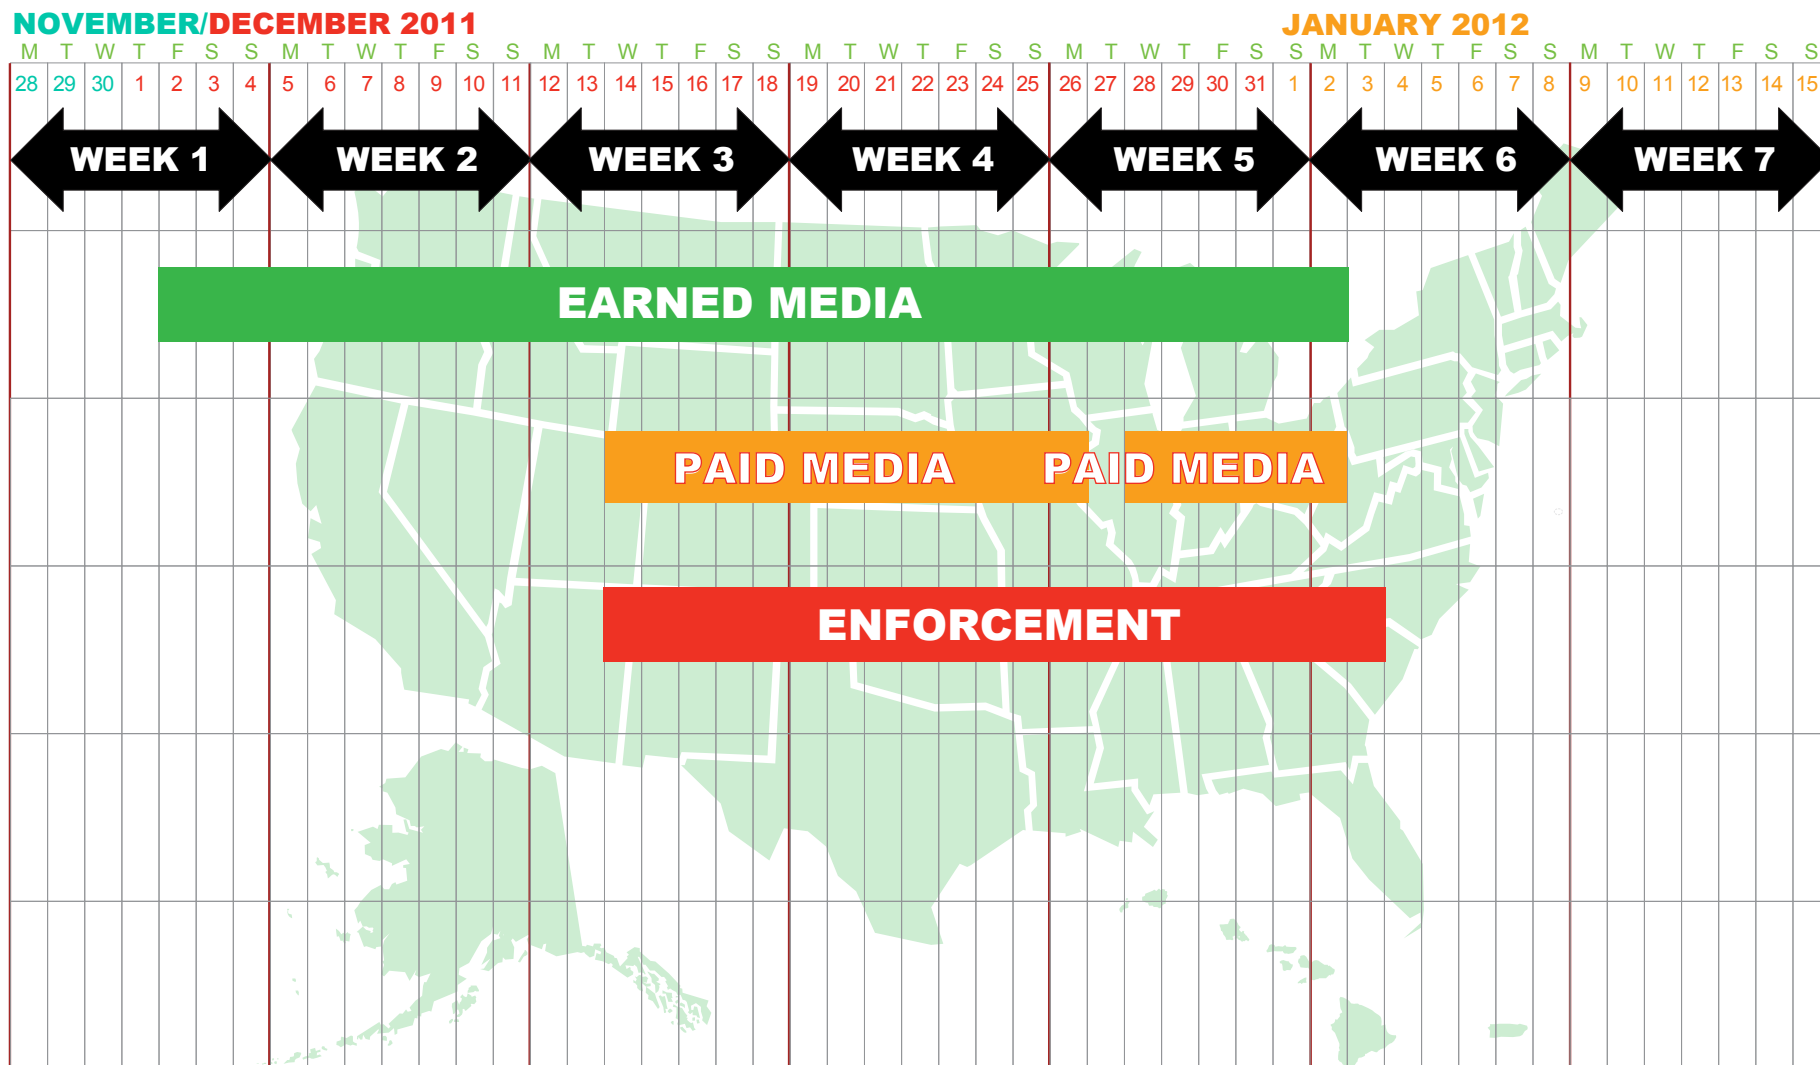 NOVEMBER/DECEMBER 2011 JANUARY 2012
M T W T F S S M T W T F S S M T W T F S S M T W T F S S M T W T F S S M T W T F S S M T W T F S S
28 29 30 1 2 3 4 5 6 7 8 9 10 11 12 13 14 15 16 17 18 19 20 21 22 23 24 25 26 27 28 29 30 31 1 2 3 4 5 6 7 8 9 10 11 12 13 14 15
WEEK 1 WEEK 2 WEEK 3 WEEK 4 WEEK 5 WEEK 6 WEEK 7
EARNED MEDIA
PAID MEDIA PAID MEDIA
ENFORCEMENT